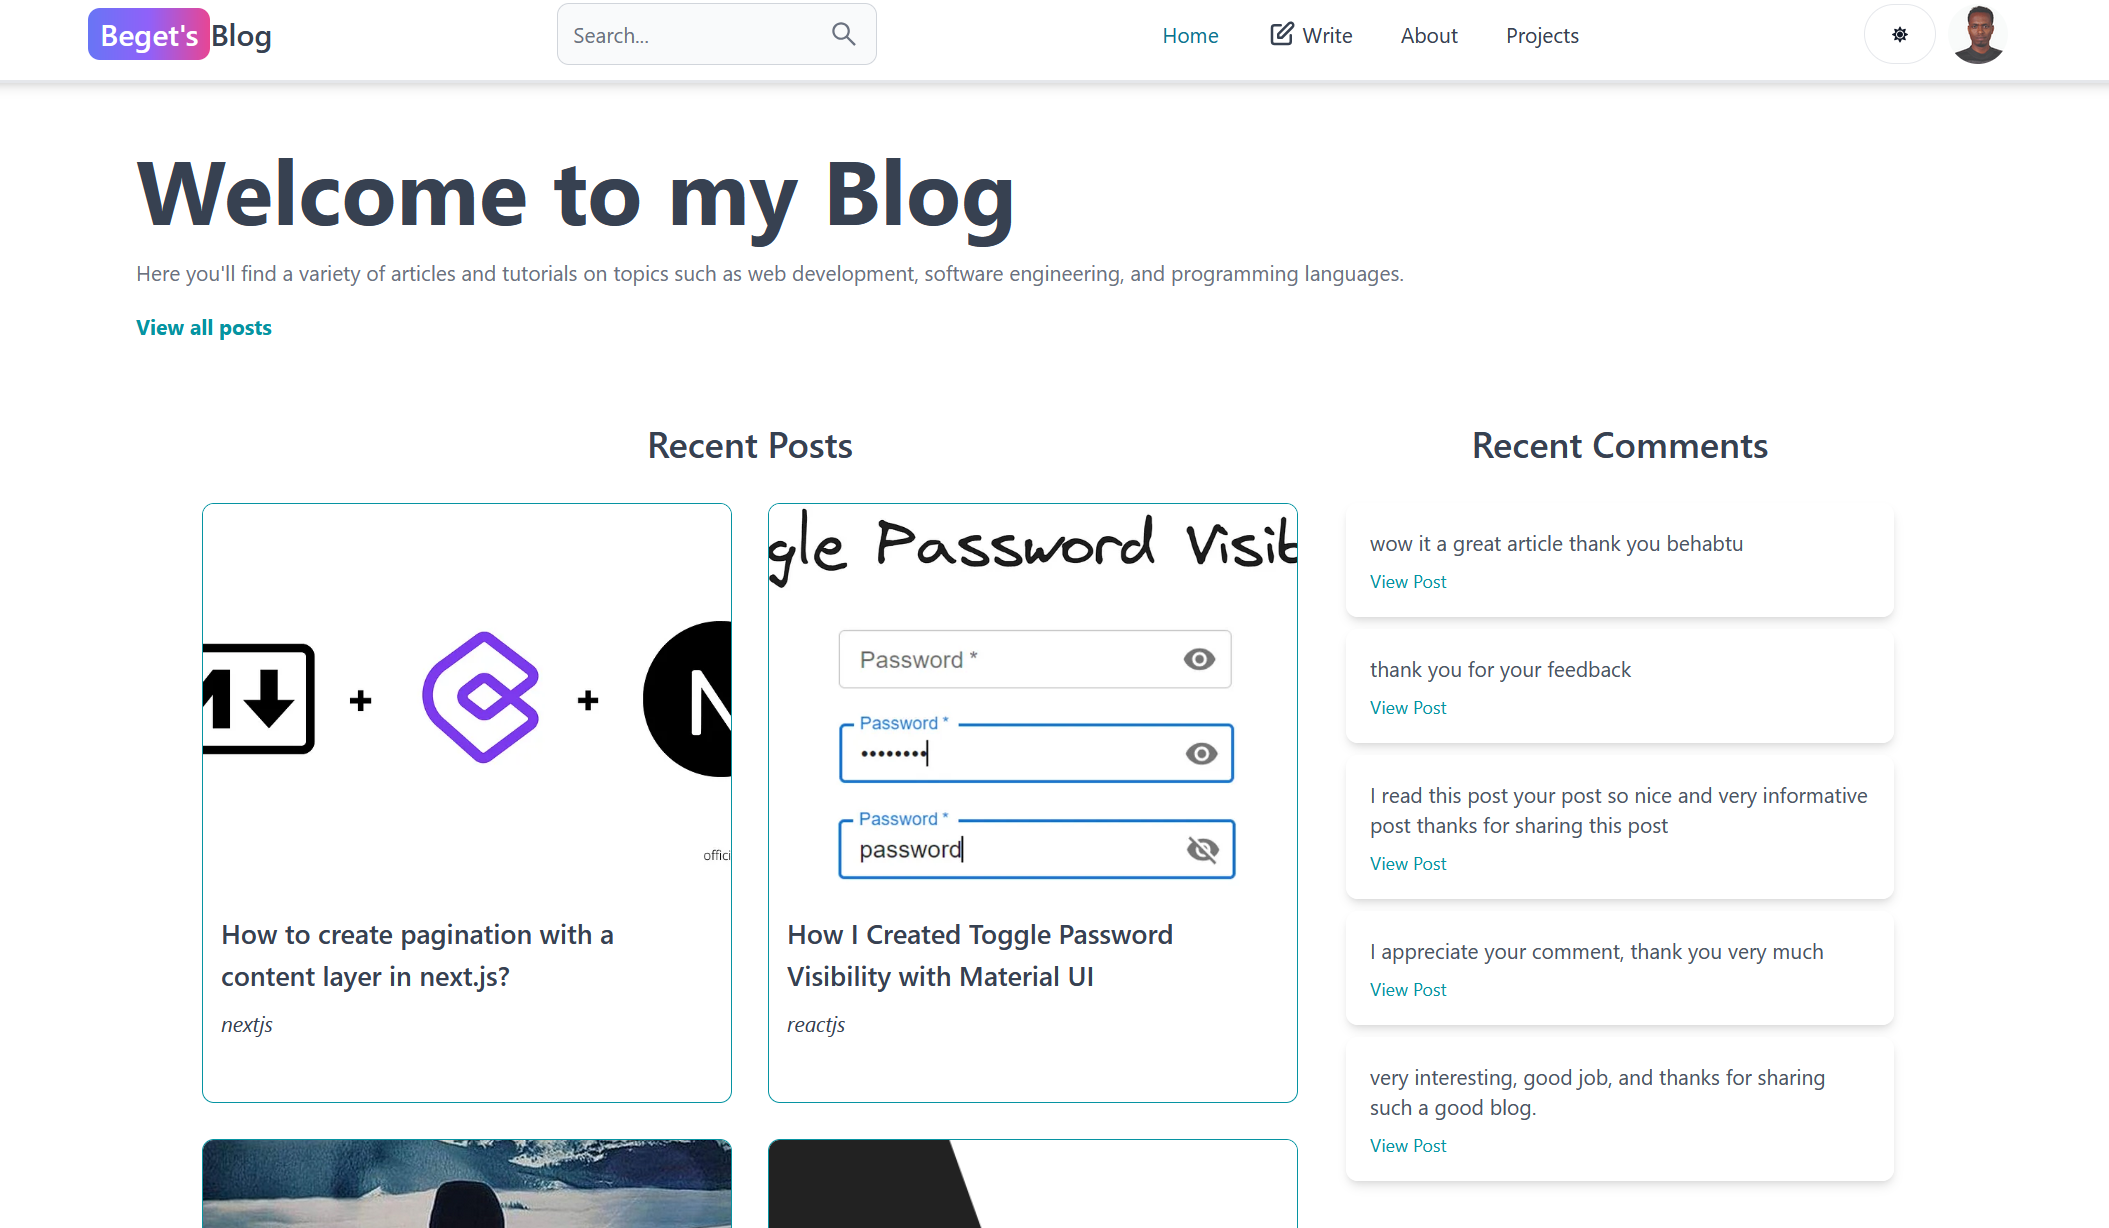 Beget's Blog
Search...
Home
Write
About
Projects
Welcome to my Blog
Here you'll find a variety of articles and tutorials on topics such as web development, software engineering, and programming languages.
View all posts
Recent Posts
+ +
N
offici
How to create pagination with a
content layer in next.js?
nextjs
gle Password Visib
Password *
Password *
••••••••
Password *
password
How I Created Toggle Password
Visibility with Material UI
reactjs
Recent Comments
wow it a great article thank you behabtu
View Post
thank you for your feedback
View Post
I read this post your post so nice and very informative
post thanks for sharing this post
View Post
I appreciate your comment, thank you very much
View Post
very interesting, good job, and thanks for sharing
such a good blog.
View Post